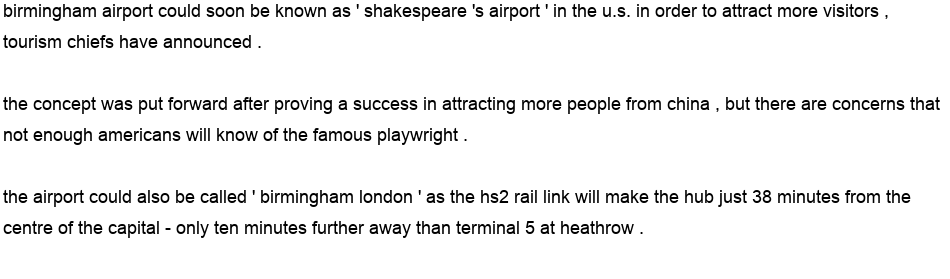 birmingham airport could soon be known as ' shakespeare 's airport ' in the u.s. in order to attract more visitors ,
tourism chiefs have announced .
the concept was put forward after proving a success in attracting more people from china , but there are concerns that
not enough americans will know of the famous playwright .
the airport could also be called ' birmingham london ' as the hs2 rail link will make the hub just 38 minutes from the
centre of the capital - only ten minutes further away than terminal 5 at heathrow .